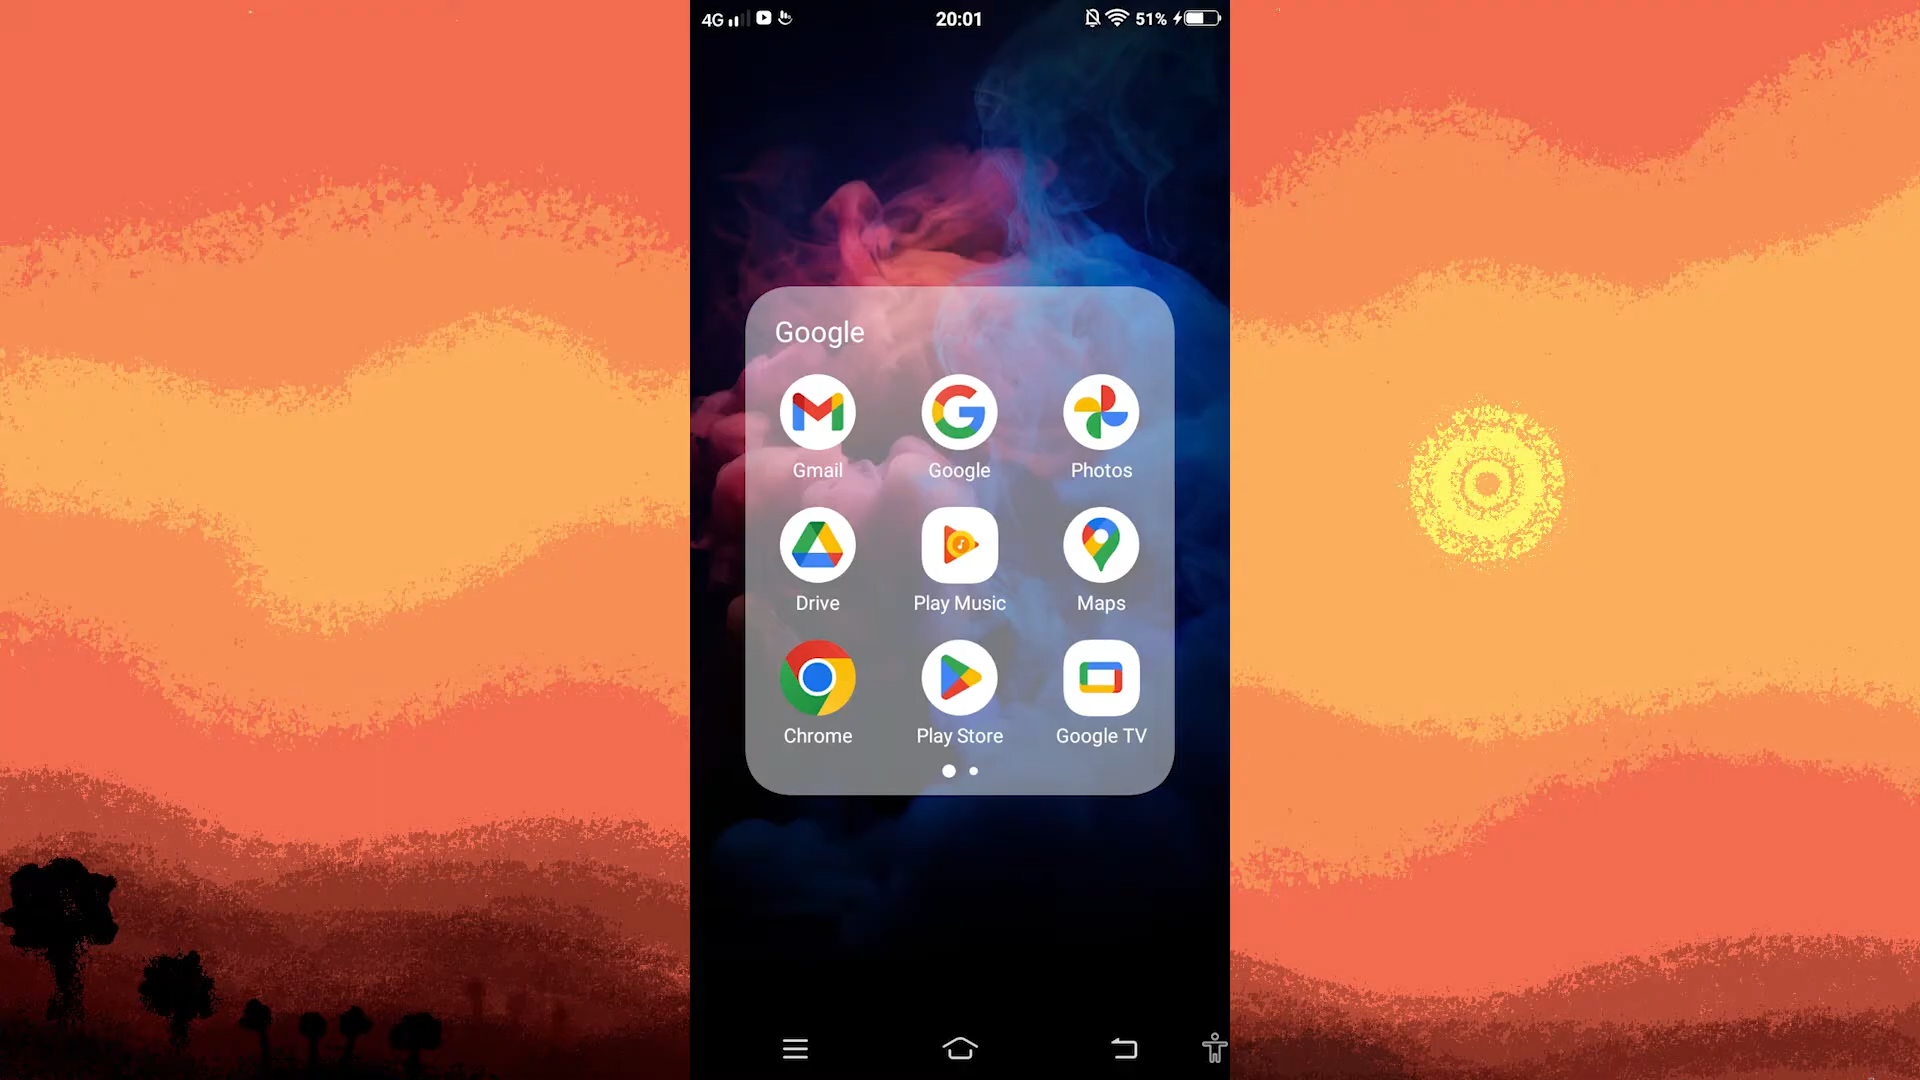 4G 20:01 51%
Google
Gmail Google Photos
Drive Play Music Maps
Chrome Play Store Google TV